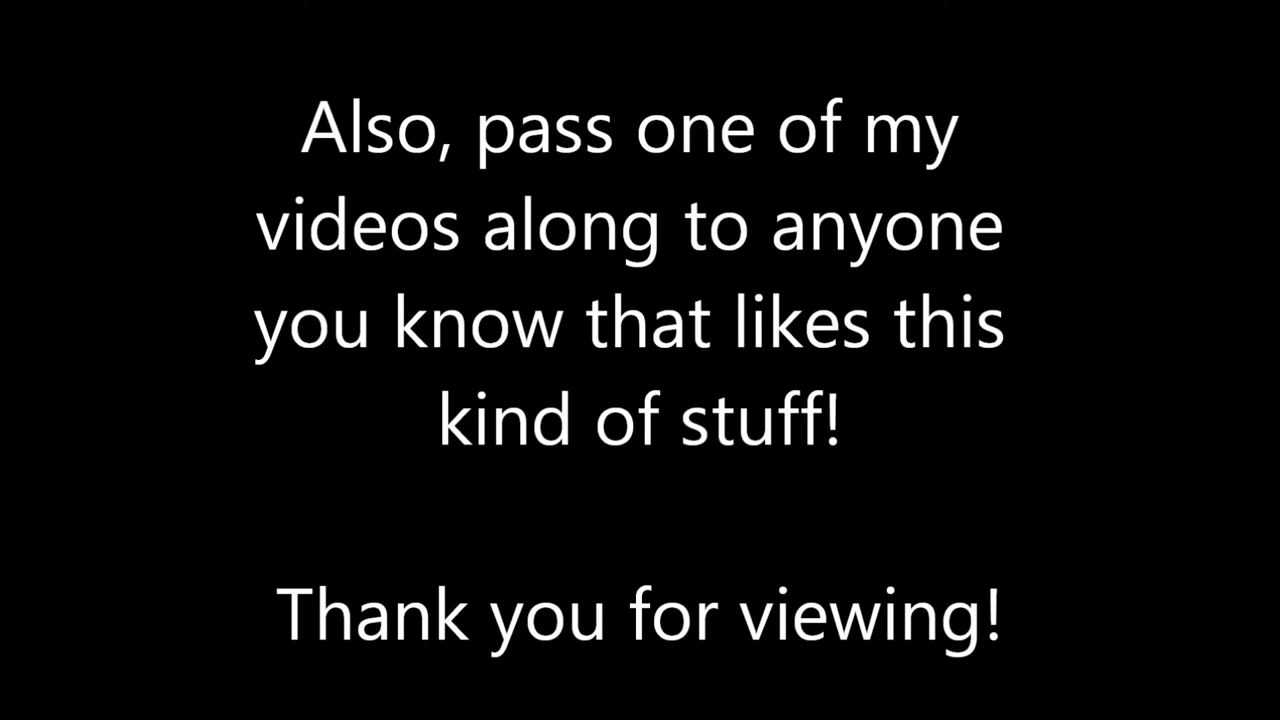 Also, pass one of my
videos along to anyone
you know that likes this
kind of stuff!
Thank you for viewing!